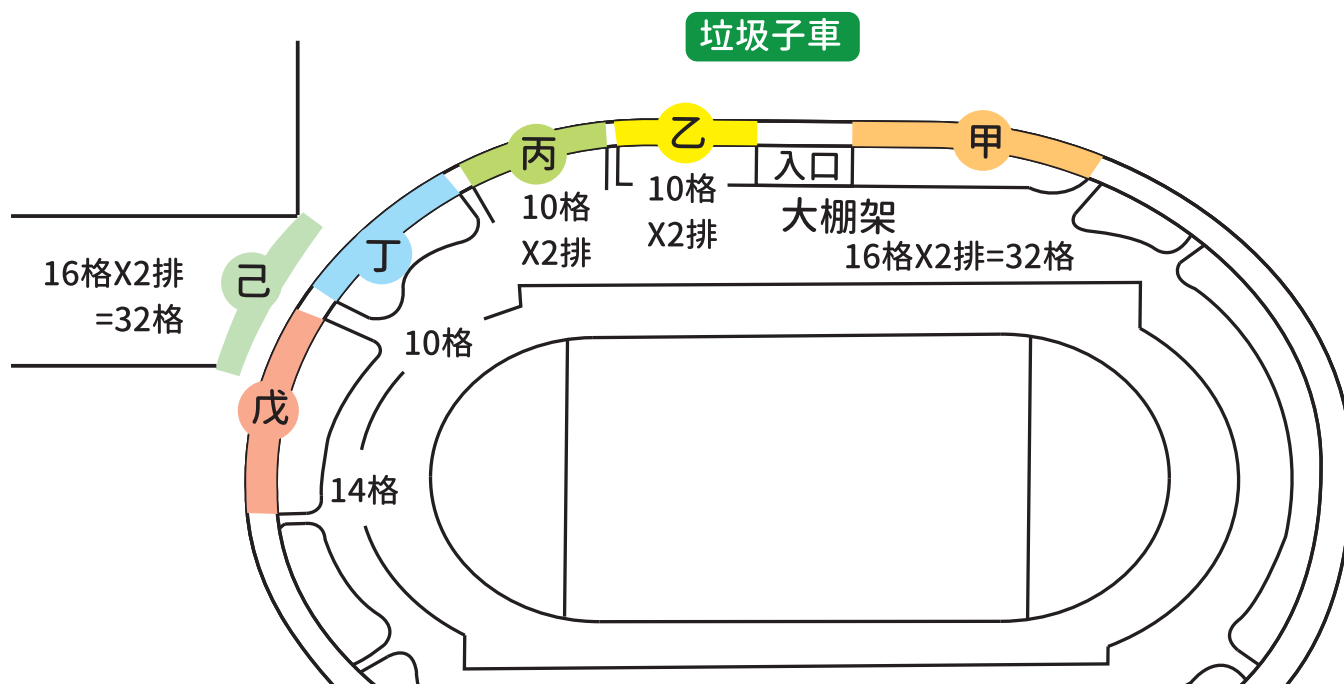 垃圾子車
甲
乙
丙
丁
戊
己
入口
大棚架
16格X2排=32格
10格
X2排
10格
X2排
10格
14格
16格X2排
=32格